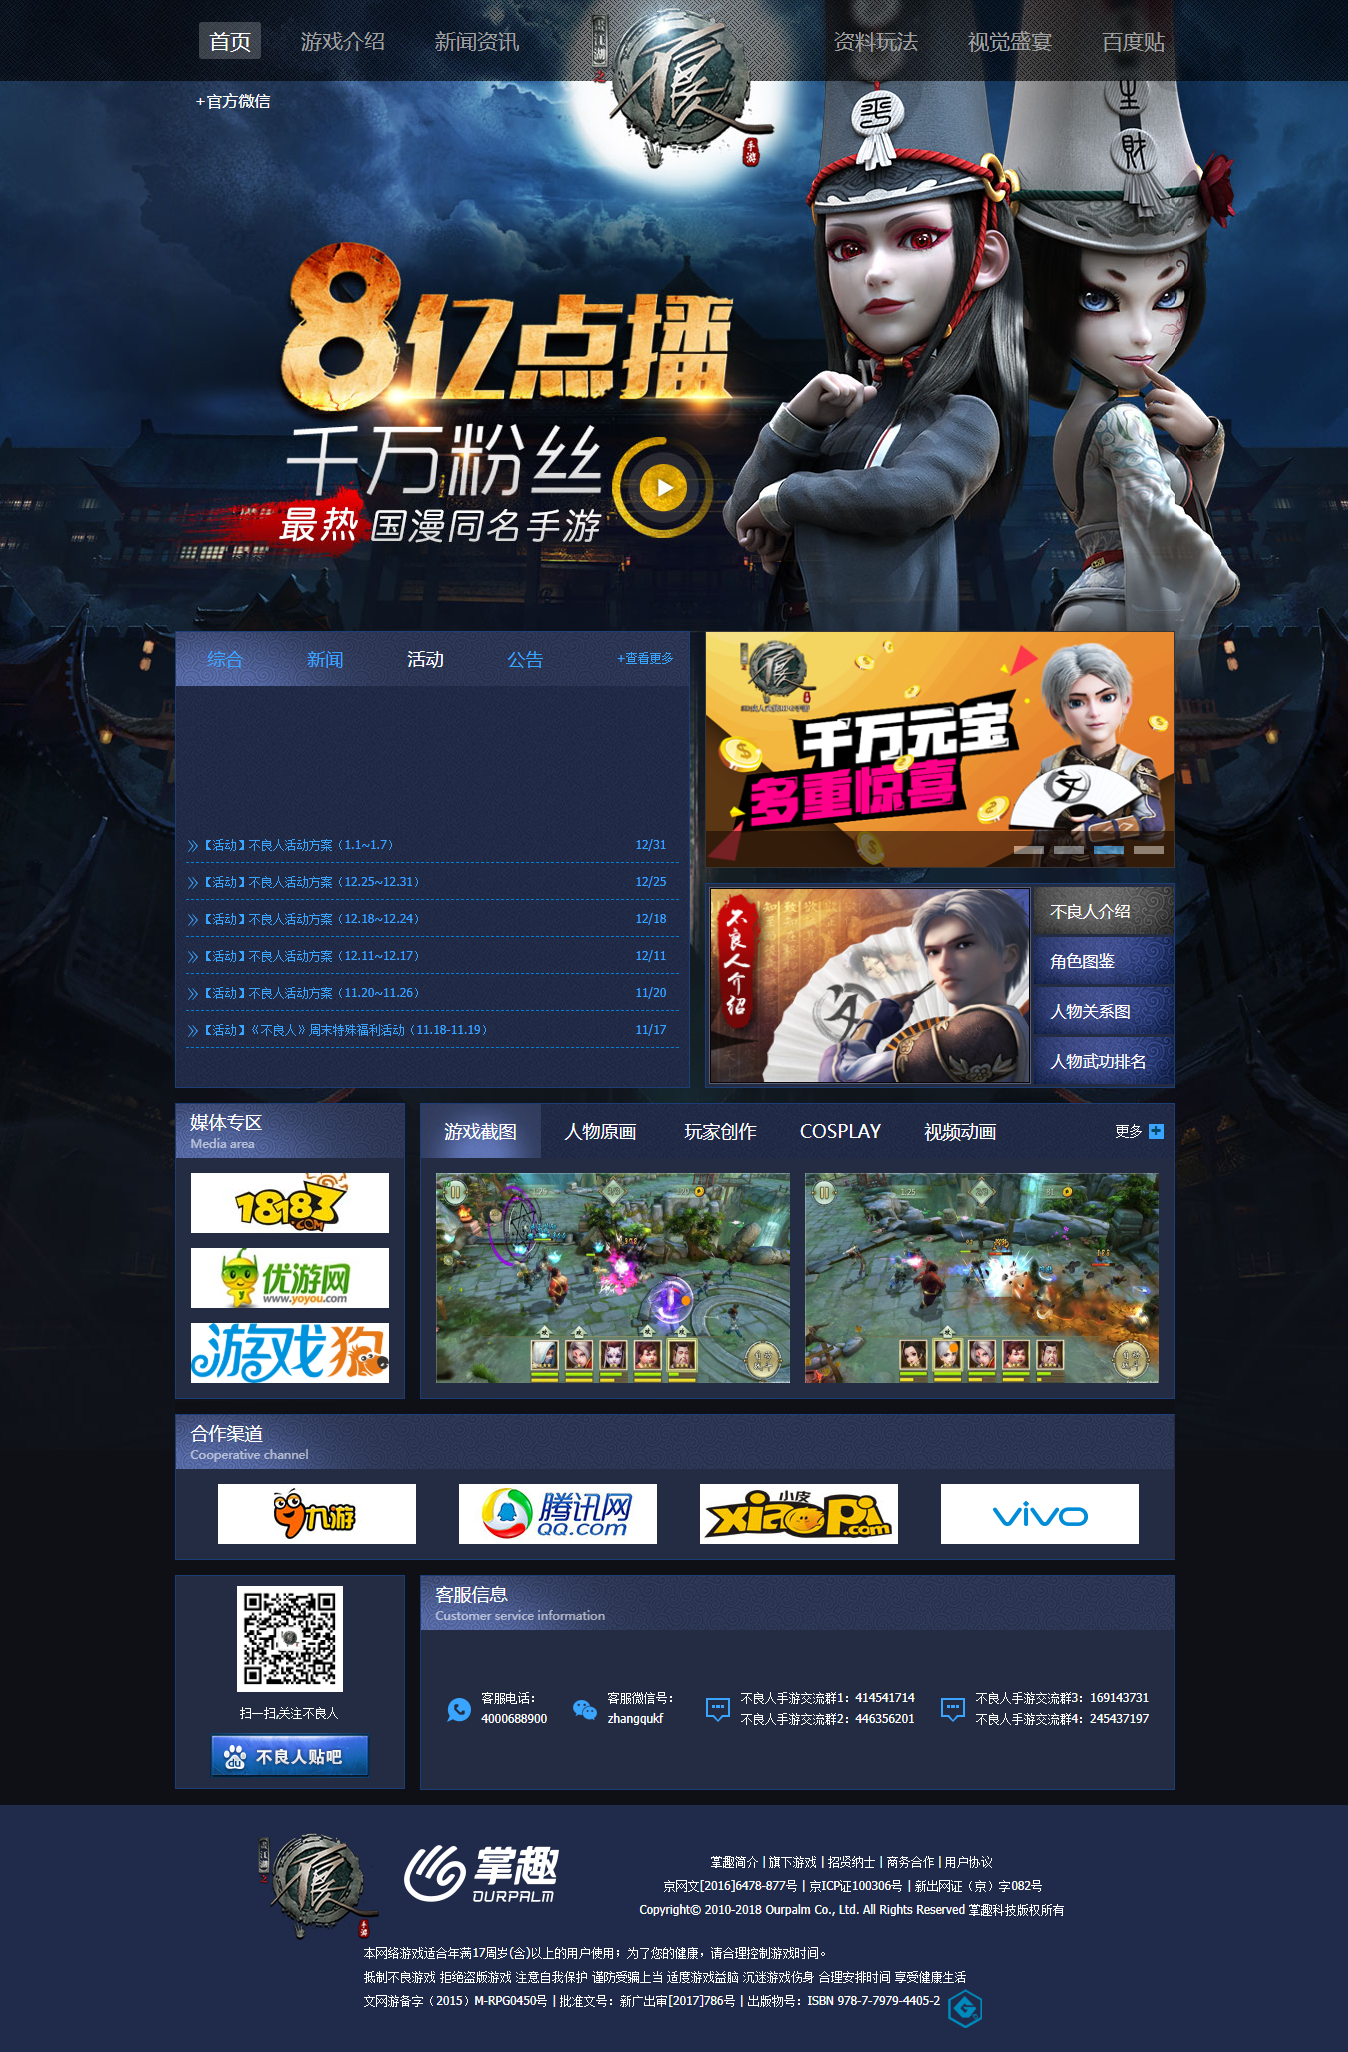 首页
游戏介绍
新闻资讯
资料玩法
视觉盛宴
百度贴
+官方微信
手游
8亿点播
千万粉丝
最热 国漫同名手游
综合
新闻
活动
公告
+查看更多
【活动】不良人活动方案（1.1~1.7） 12/31
【活动】不良人活动方案（12.25~12.31） 12/25
【活动】不良人活动方案（12.18~12.24） 12/18
【活动】不良人活动方案（12.11~12.17） 12/11
【活动】不良人活动方案（11.20~11.26） 11/20
【活动】《不良人》周末特殊福利活动（11.18-11.19） 11/17
千万元宝
多重惊喜
不良人介绍
不良人介绍
角色图鉴
人物关系图
人物武功排名
媒体专区
Media area
18183
.COM
优游网
www.yoyou.com
游戏狗
游戏截图
人物原画
玩家创作
COSPLAY
视频动画
更多
合作渠道
Cooperative channel
九游
腾讯网
QQ.com
小皮
xiaopi.com
vivo
扫一扫,关注不良人
du 不良人贴吧
客服信息
Customer service information
客服电话：
4000688900
客服微信号：
zhangqukf
不良人手游交流群1：414541714
不良人手游交流群2：446356201
不良人手游交流群3：169143731
不良人手游交流群4：245437197
掌趣
OURPALM
掌趣简介 | 旗下游戏 | 招贤纳士 | 商务合作 | 用户协议
京网文[2016]6478-877号 | 京ICP证100306号 | 新出网证（京）字082号
Copyright© 2010-2018 Ourpalm Co., Ltd. All Rights Reserved 掌趣科技版权所有
本网络游戏适合年满17周岁(含)以上的用户使用；为了您的健康，请合理控制游戏时间。
抵制不良游戏 拒绝盗版游戏 注意自我保护 谨防受骗上当 适度游戏益脑 沉迷游戏伤身 合理安排时间 享受健康生活
文网游备字（2015）M-RPG0450号 | 批准文号：新广出审[2017]786号 | 出版物号：ISBN 978-7-7979-4405-2